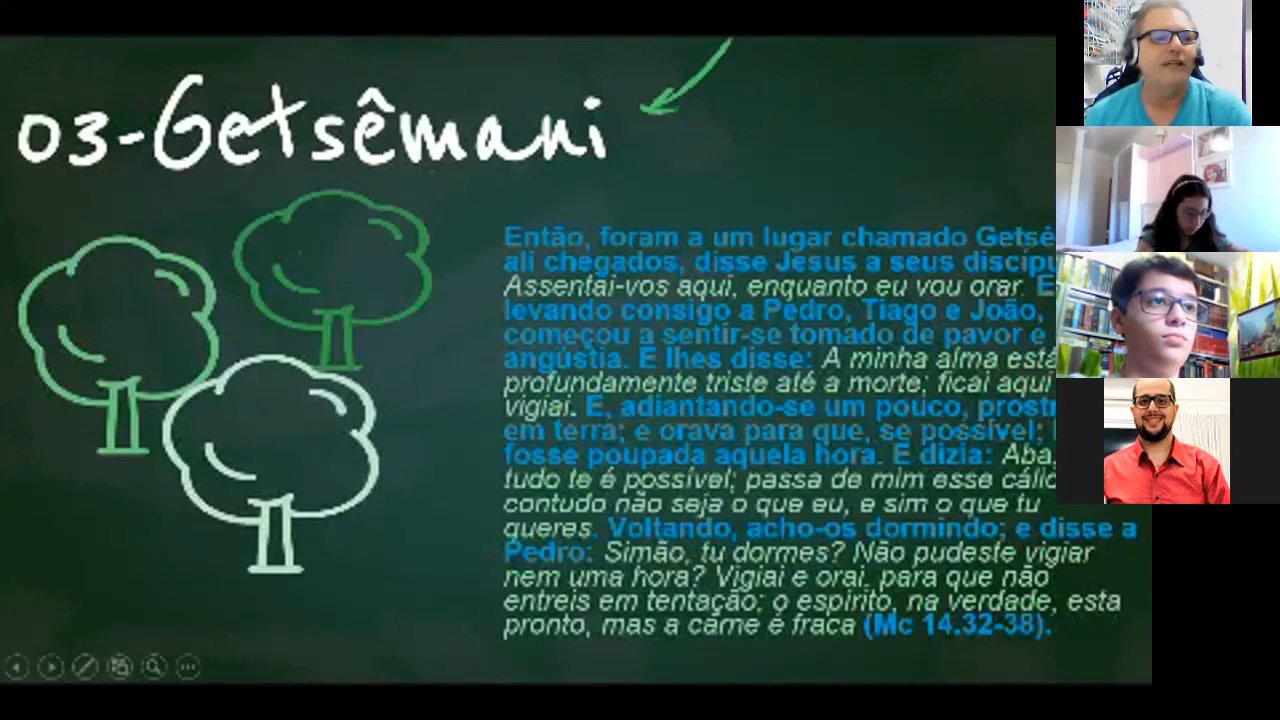 03-Getsêmani
Então, foram a um lugar chamado Getsê
ali chegados, disse Jesus a seus discípu
Assentai-vos aqui, enquanto eu vou orar. E
levando consigo a Pedro, Tiago e João,
começou a sentir-se tomado de pavor e
angústia. E lhes disse: A minha alma está
profundamente triste até a morte; ficai aqui
vigiai. E, adiantando-se um pouco, prostr
em terra; e orava para que, se possível;
fosse poupada aquela hora. E dizia: Aba,
tudo te é possível; passa de mim esse cálic
contudo não seja o que eu, e sim o que tu
queres. Voltando, acho-os dormindo; e disse a
Pedro: Simão, tu dormes? Não pudeste vigiar
nem uma hora? Vigiai e orai, para que não
entreis em tentação; o espírito, na verdade, esta
pronto, mas a carne é fraca (Mc 14.32-38).